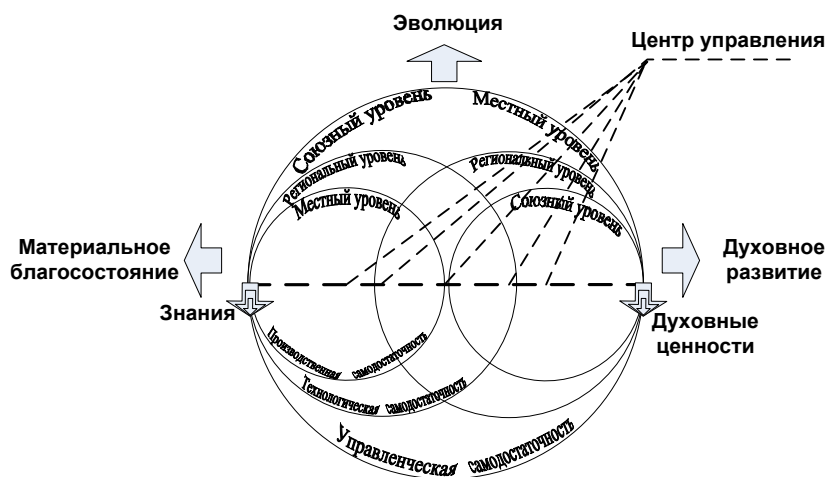 Эволюция
Центр управления
Союзный уровень
Местный уровень
Региональный уровень
Региональный уровень
Местный уровень
Союзный уровень
Материальное
благосостояние
Духовное
развитие
Знания
Духовные
ценности
Производственная самодостаточность
Технологическая самодостаточность
Управленческая самодостаточность